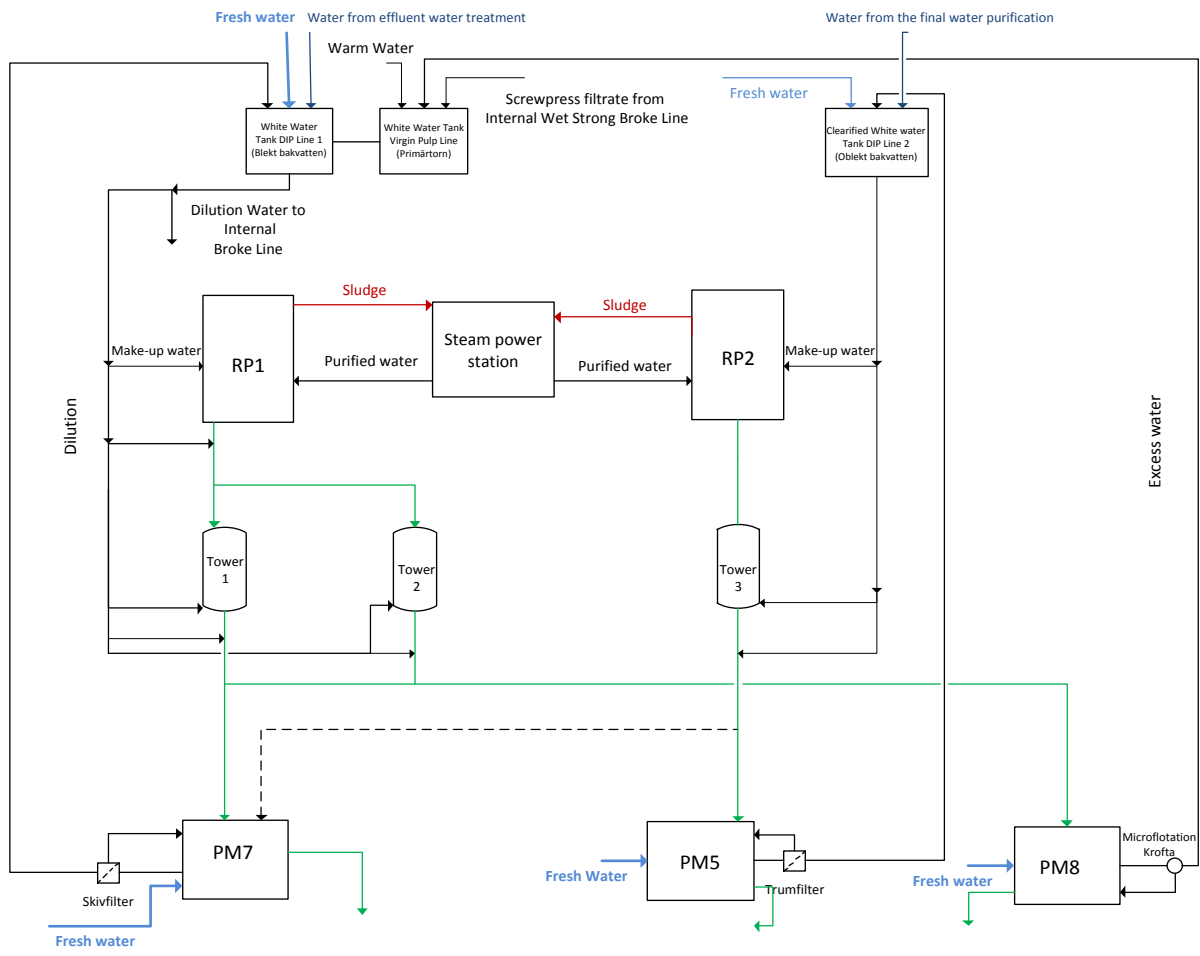 Fresh water
Water from effluent water treatment
Water from the final water purification
Warm Water
Fresh water
Screwpress filtrate from
Internal Wet Strong Broke Line
White Water
Tank DIP Line 1
(Blekt bakvatten)
White Water Tank
Virgin Pulp Line
(Primärtorn)
Clearified White water
Tank DIP Line 2
(Oblekt bakvatten)
Dilution Water to
Internal
Broke Line
Sludge
Sludge
Steam power
station
RP1
RP2
Make-up water
Purified water
Purified water
Make-up water
Dilution
Excess water
Tower
1
Tower
2
Tower
3
PM7
PM5
PM8
Microflotation
Krofta
Skivfilter
Fresh Water
Trumfilter
Fresh water
Fresh water